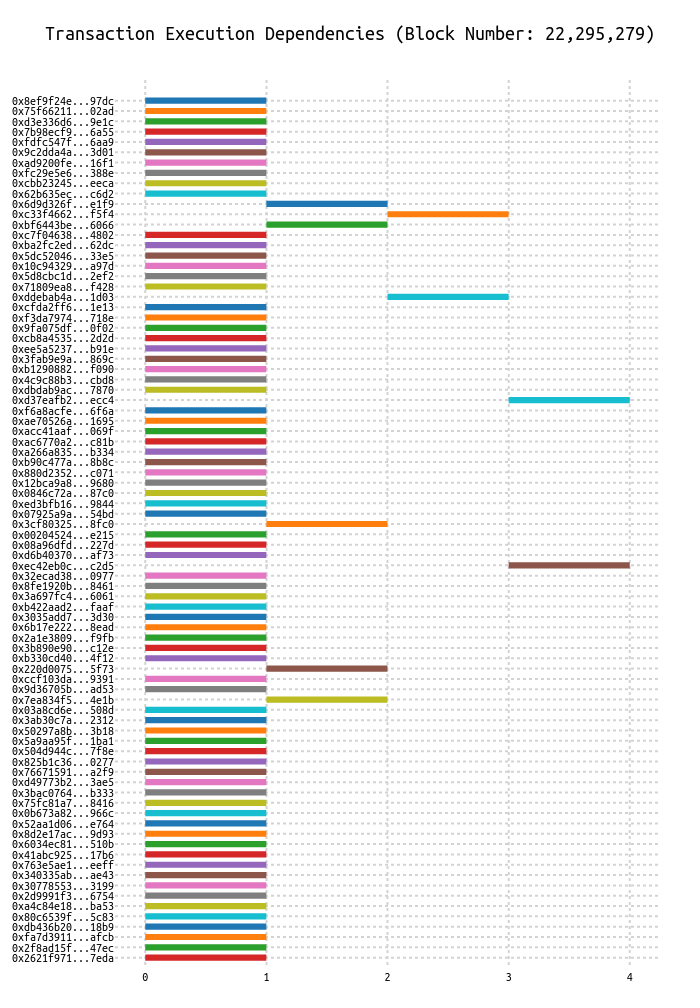 Transaction Execution Dependencies (Block Number: 22,295,279)
0x8ef9f24e...97dc
0x75f66211...02ad
0xd3e336d6...9e1c
0x7b98ecf9...6a55
0xfdfc547f...6aa9
0x9c2dda4a...3d01
0xad9200fe...16f1
0xfc29e5e6...388e
0xcbb23245...eeca
0x62b635ec...c6d2
0x6d9d326f...e1f9
0xc33f4662...f5f4
0xbf6443be...6066
0xc7f04638...4802
0xba2fc2ed...62dc
0x5dc52046...33e5
0x10c94329...a97d
0x5d8cbc1d...2ef2
0x71809ea8...f428
0xddebab4a...1d03
0xcfda2ff6...1e13
0xf3da7974...718e
0x9fa075df...0f02
0xcb8a4535...2d2d
0xee5a5237...b91e
0x3fab9e9a...869c
0xb1290882...f090
0x4c9c88b3...cbd8
0xdbdab9ac...7870
0xd37eafb2...ecc4
0xf6a8acfe...6f6a
0xae70526a...1695
0xacc41aaf...069f
0xac6770a2...c81b
0xa266a835...b334
0xb90c477a...8b8c
0x880d2352...c071
0x12bca9a8...9680
0x0846c72a...87c0
0xed3bfb16...9844
0x07925a9a...54bd
0x3cf80325...8fc0
0x00204524...e215
0x08a96dfd...227d
0xd6b40370...af73
0xec42eb0c...c2d5
0x32ecad38...0977
0x8fe1920b...8461
0x3a697fc4...6061
0xb422aad2...faaf
0x3035add7...3d30
0x6b17e222...8ead
0x2a1e3809...f9fb
0x3b890e90...c12e
0xb330cd40...4f12
0x220d0075...5f73
0xccf103da...9391
0x9d36705b...ad53
0x7ea834f5...4e1b
0x03a8cd6e...508d
0x3ab30c7a...2312
0x50297a8b...3b18
0x5a9aa95f...1ba1
0x504d944c...7f8e
0x825b1c36...0277
0x76671591...a2f9
0xd49773b2...3ae5
0x3bac0764...b333
0x75fc81a7...8416
0x0b673a82...966c
0x52aa1d06...e764
0x8d2e17ac...9d93
0x6034ec81...510b
0x41abc925...17b6
0x763e5ae1...eeff
0x340335ab...ae43
0x30778553...3199
0x2d9991f3...6754
0xa4c84e18...ba53
0x80c6539f...5c83
0xdb436b20...18b9
0xfa7d3911...afcb
0x2f8ad15f...47ec
0x2621f971...7eda
0 1 2 3 4